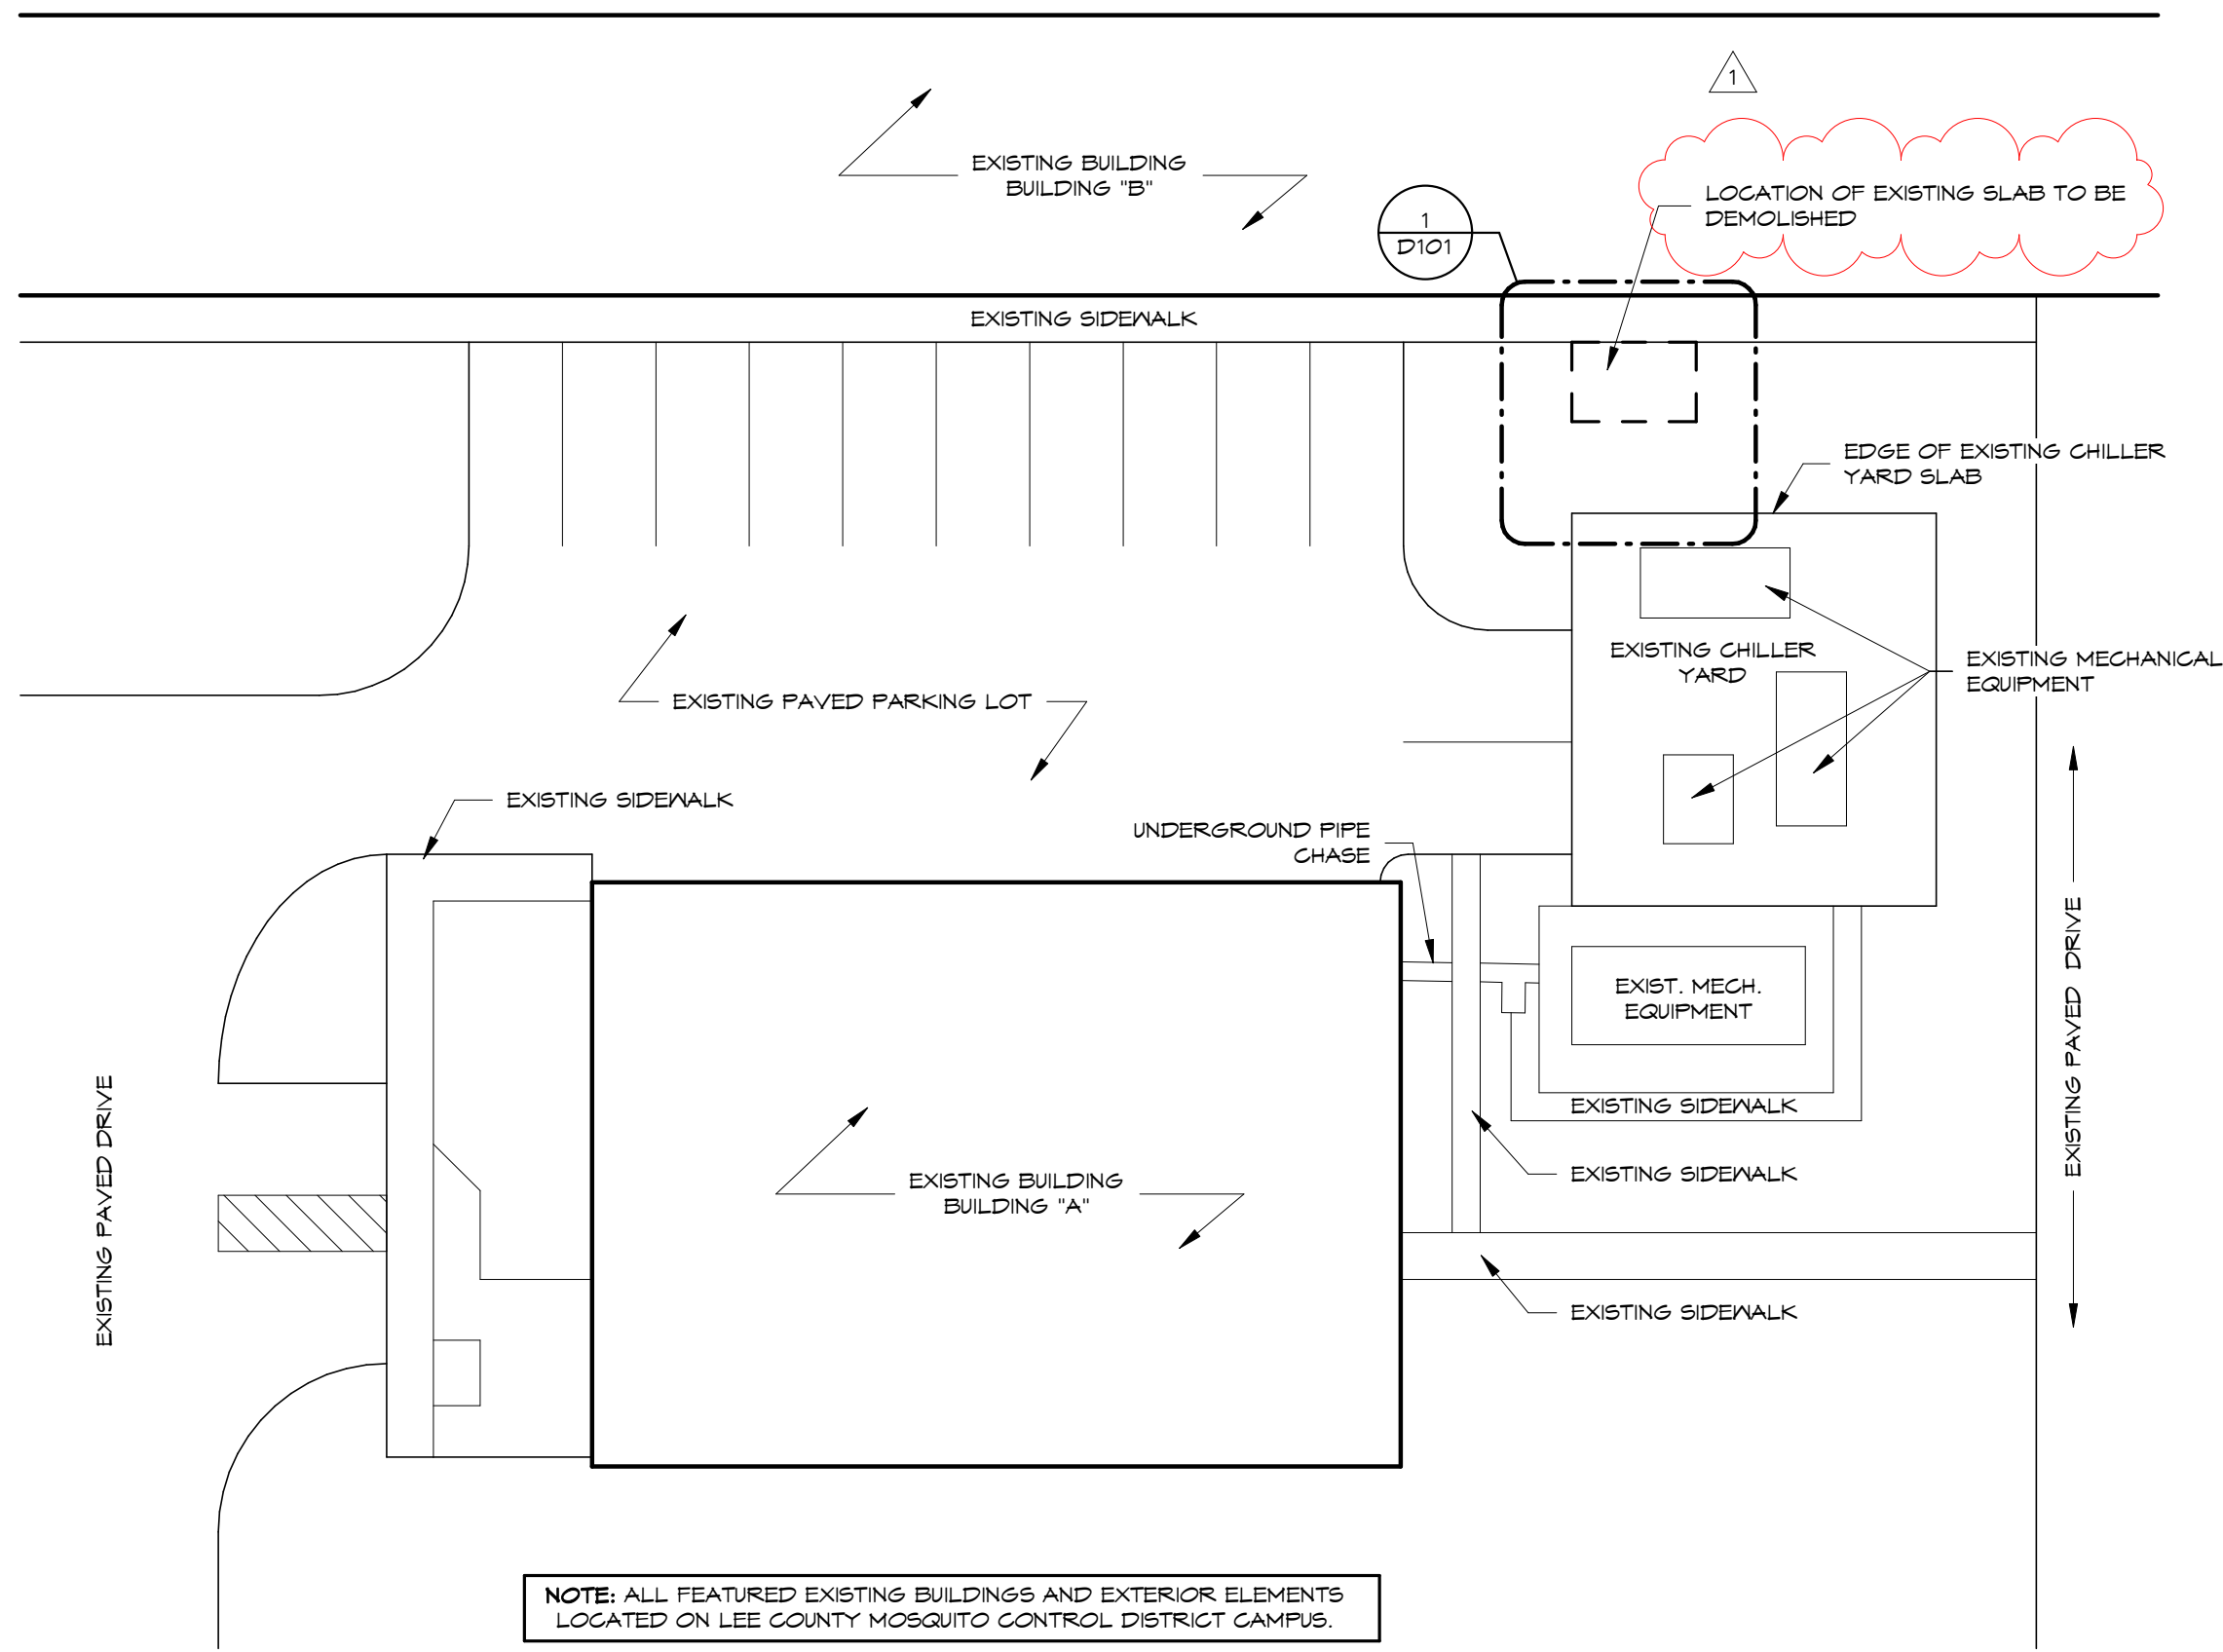 1
EXISTING BUILDING
BUILDING "B"
LOCATION OF EXISTING SLAB TO BE
DEMOLISHED
1
D101
EXISTING SIDEWALK
EDGE OF EXISTING CHILLER
YARD SLAB
EXISTING CHILLER
YARD
EXISTING MECHANICAL
EQUIPMENT
EXISTING PAVED PARKING LOT
EXISTING SIDEWALK
UNDERGROUND PIPE
CHASE
EXIST. MECH.
EQUIPMENT
EXISTING PAVED DRIVE
EXISTING PAVED DRIVE
EXISTING SIDEWALK
EXISTING SIDEWALK
EXISTING BUILDING
BUILDING "A"
EXISTING SIDEWALK
NOTE: ALL FEATURED EXISTING BUILDINGS AND EXTERIOR ELEMENTS
LOCATED ON LEE COUNTY MOSQUITO CONTROL DISTRICT CAMPUS.